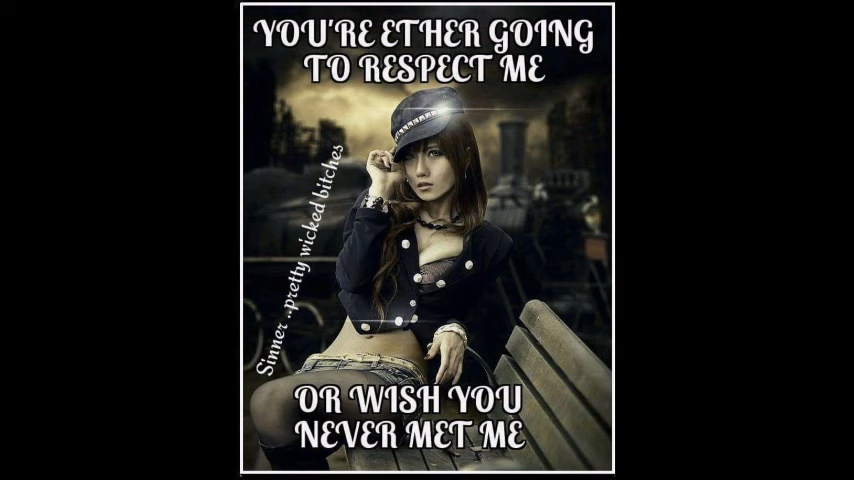 YOU'RE ETHER GOING
TO RESPECT ME
Sinner ..pretty wicked bitches
OR WISH YOU
NEVER MET ME